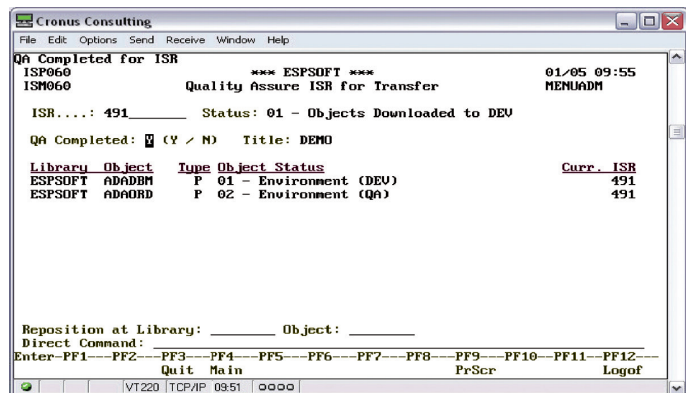 Cronus Consulting
File Edit Options Send Receive Window Help
QA Completed for ISR
ISP060 *** ESPSOFT *** 01/05 09:55
ISM060 Quality Assure ISR for Transfer MENUADM
ISR....: 491______ Status: 01 - Objects Downloaded to DEV
QA Completed: Y (Y / N) Title: DEMO
Library Object Type Object Status Curr. ISR
ESPSOFT ADADBM P 01 - Environment (DEV) 491
ESPSOFT ADAORD P 02 - Environment (QA) 491
Reposition at Library: ________ Object: ________
Direct Command: ____________________________________________________________
Enter-PF1---PF2---PF3---PF4---PF5---PF6---PF7---PF8---PF9---PF10--PF11--PF12---
Quit Main PrScr Logof
VT220 TCP/IP 09:51